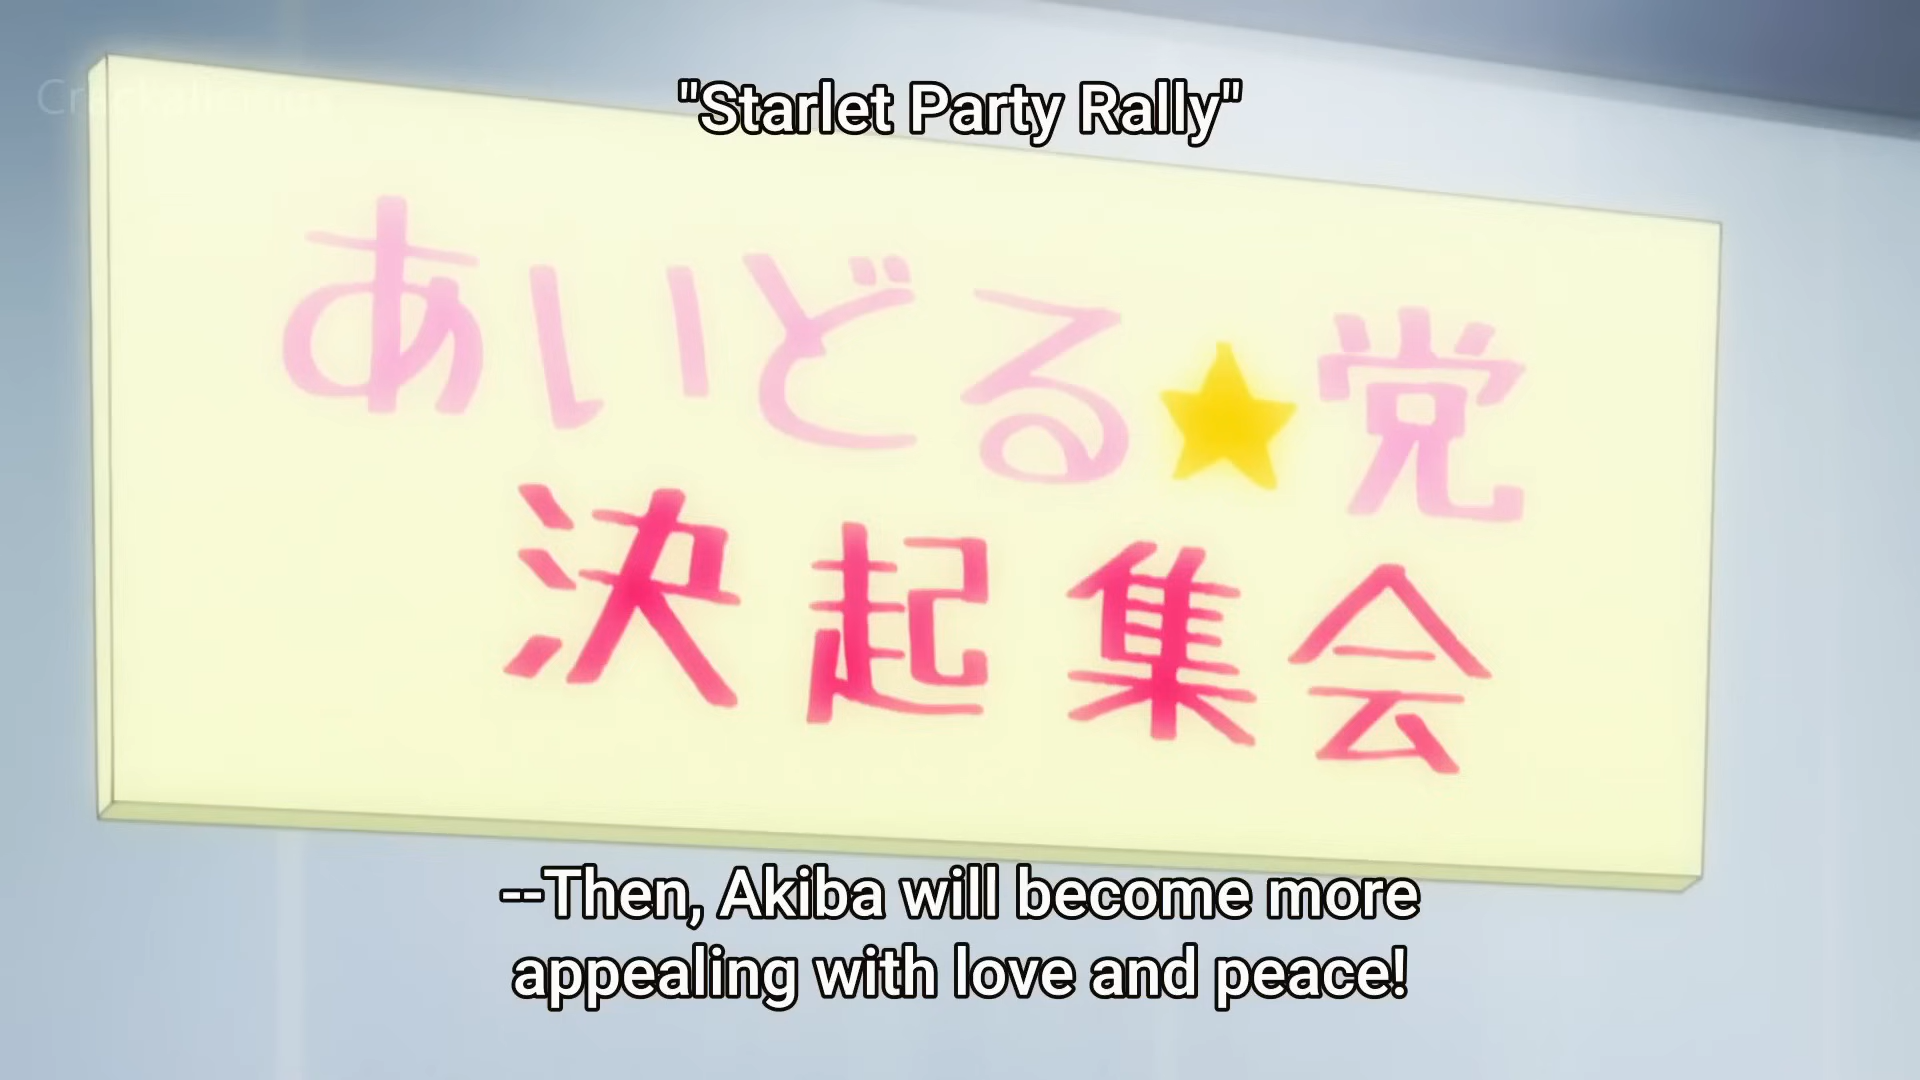 Crunchyroll
"Starlet Party Rally"
あいどる★党
決起集会
--Then, Akiba will become more
appealing with love and peace!